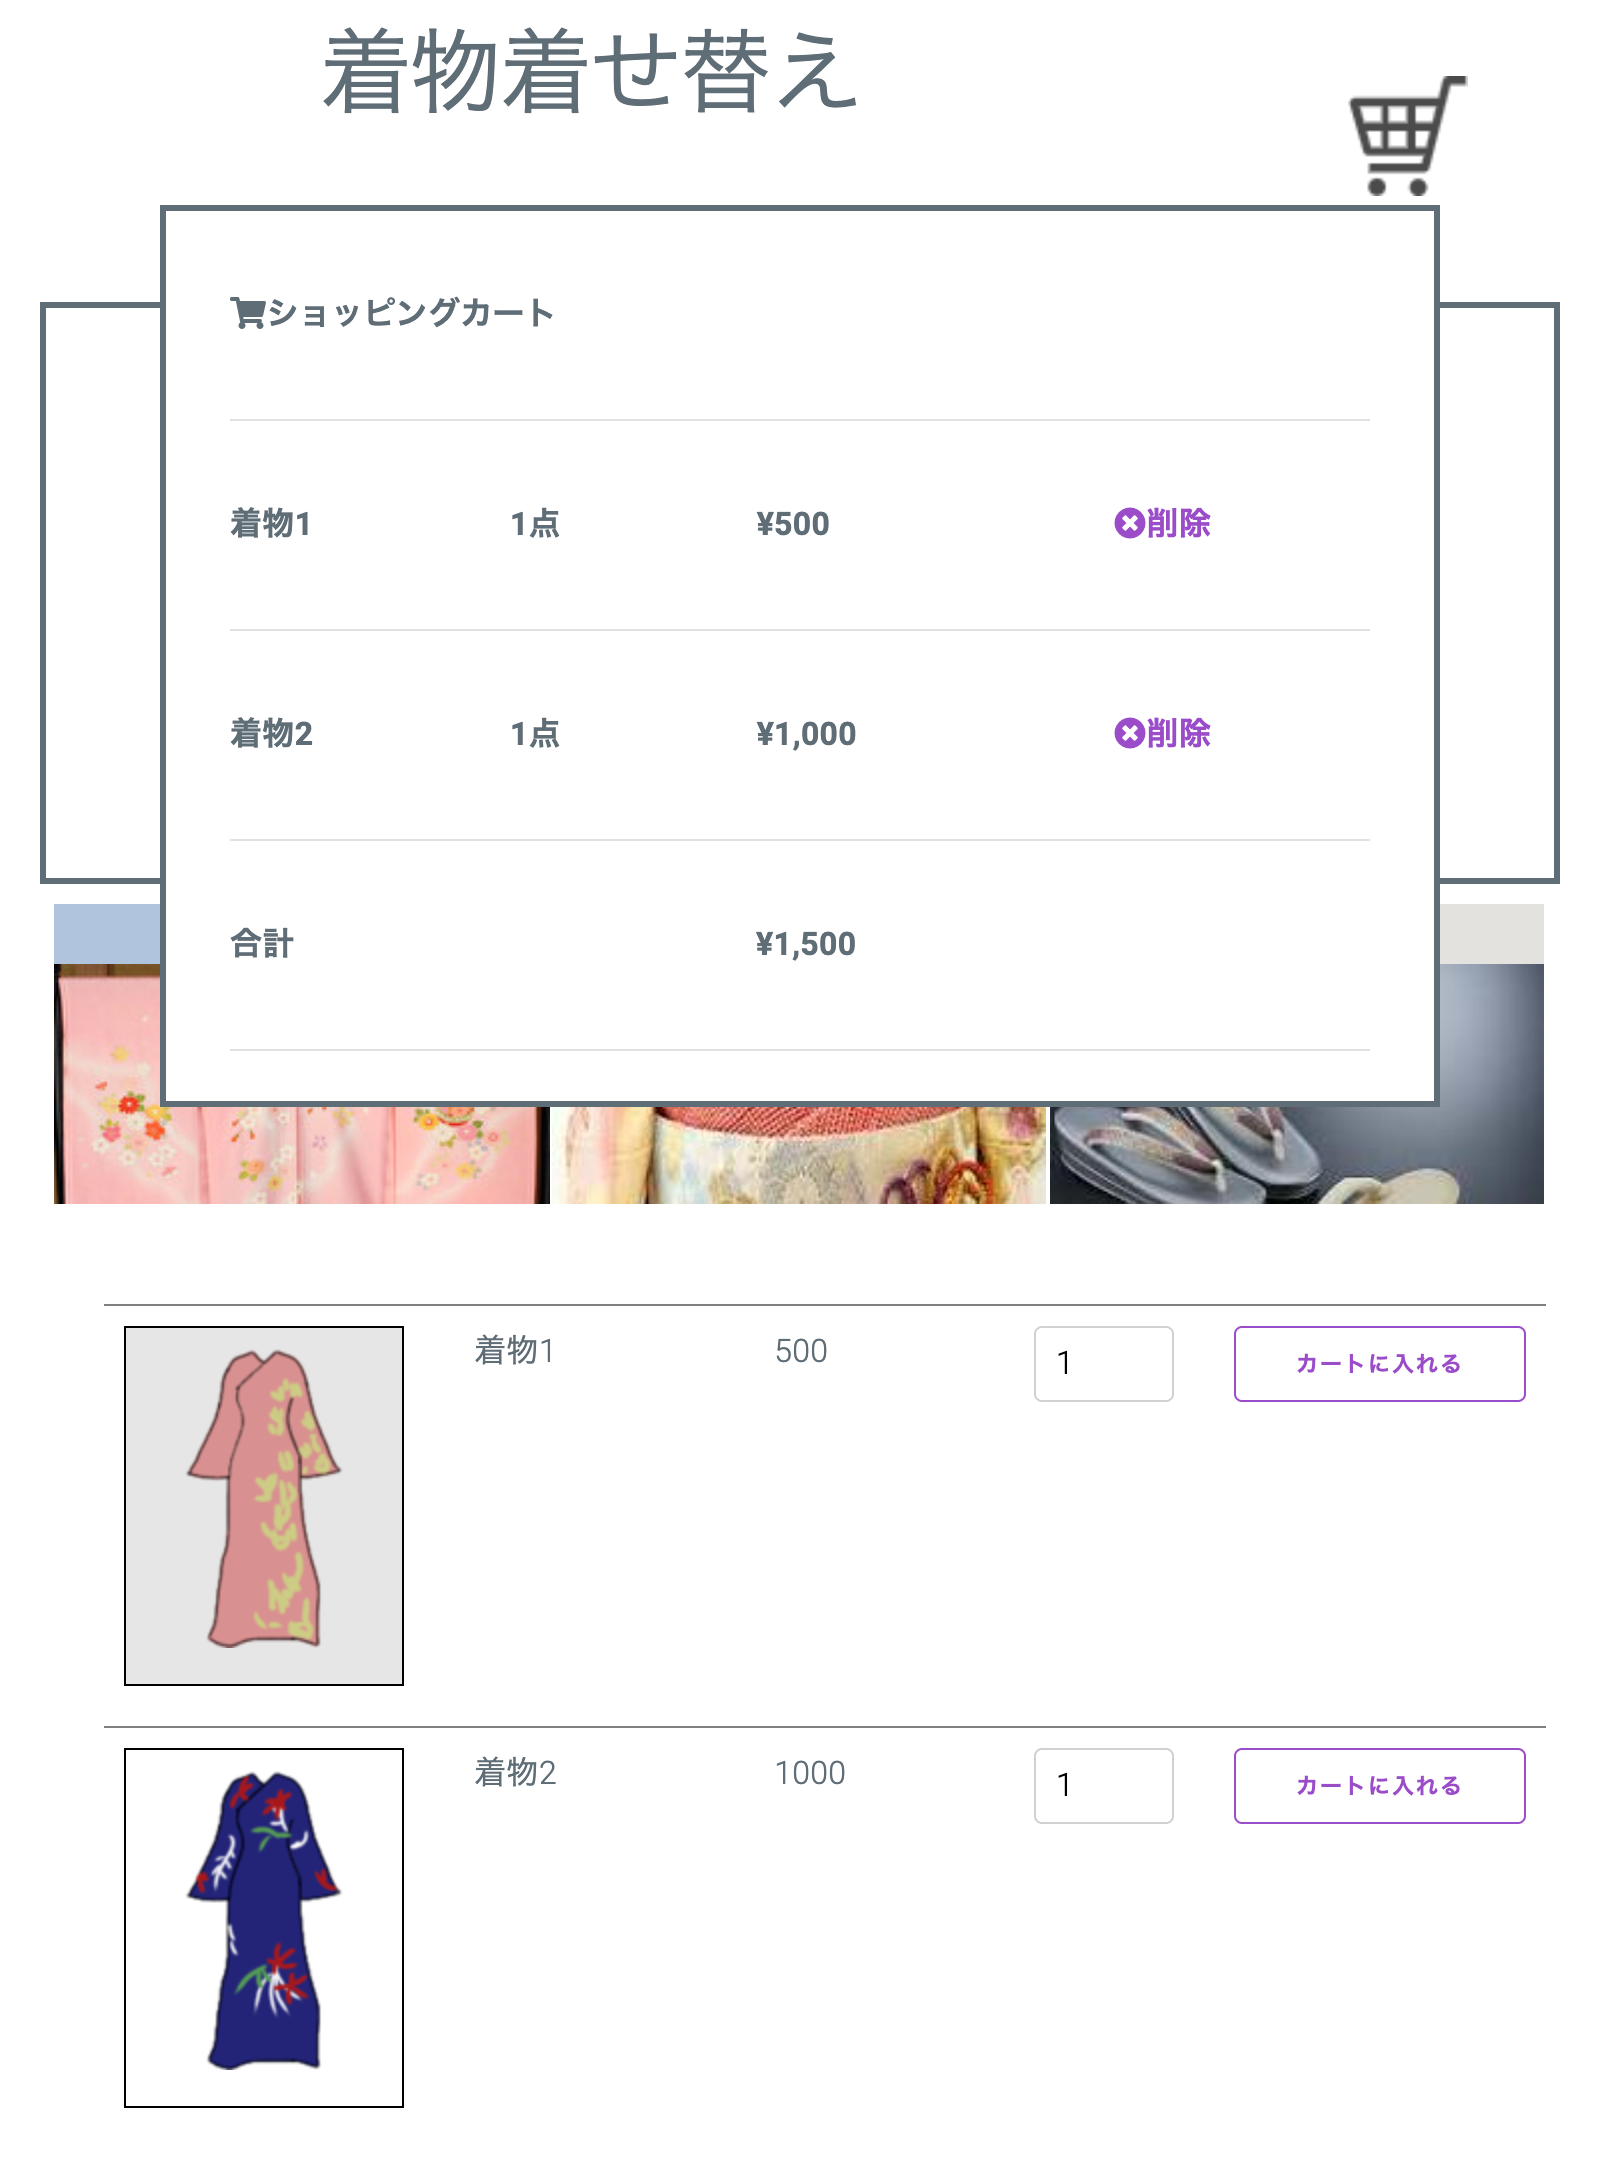 着物着せ替え
ショッピングカート
着物1 1点 ¥500 削除
着物2 1点 ¥1,000 削除
合計 ¥1,500
着物1 500 1 カートに入れる
着物2 1000 1 カートに入れる